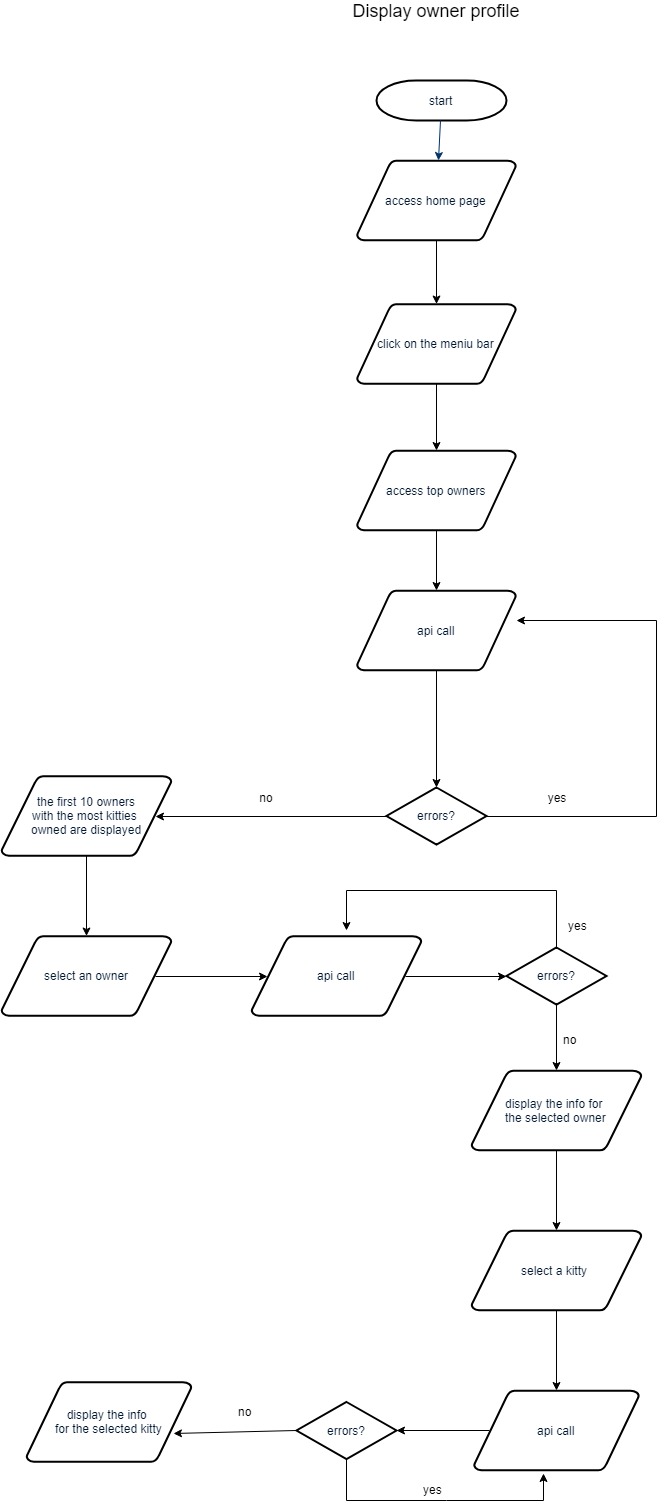 Display owner profile
start
access home page
click on the meniu bar
access top owners
api call
errors?
no
yes
the first 10 owners
with the most kitties
owned are displayed
yes
select an owner
api call
errors?
no
display the info for
the selected owner
select a kitty
display the info
for the selected kitty
no
errors?
api call
yes